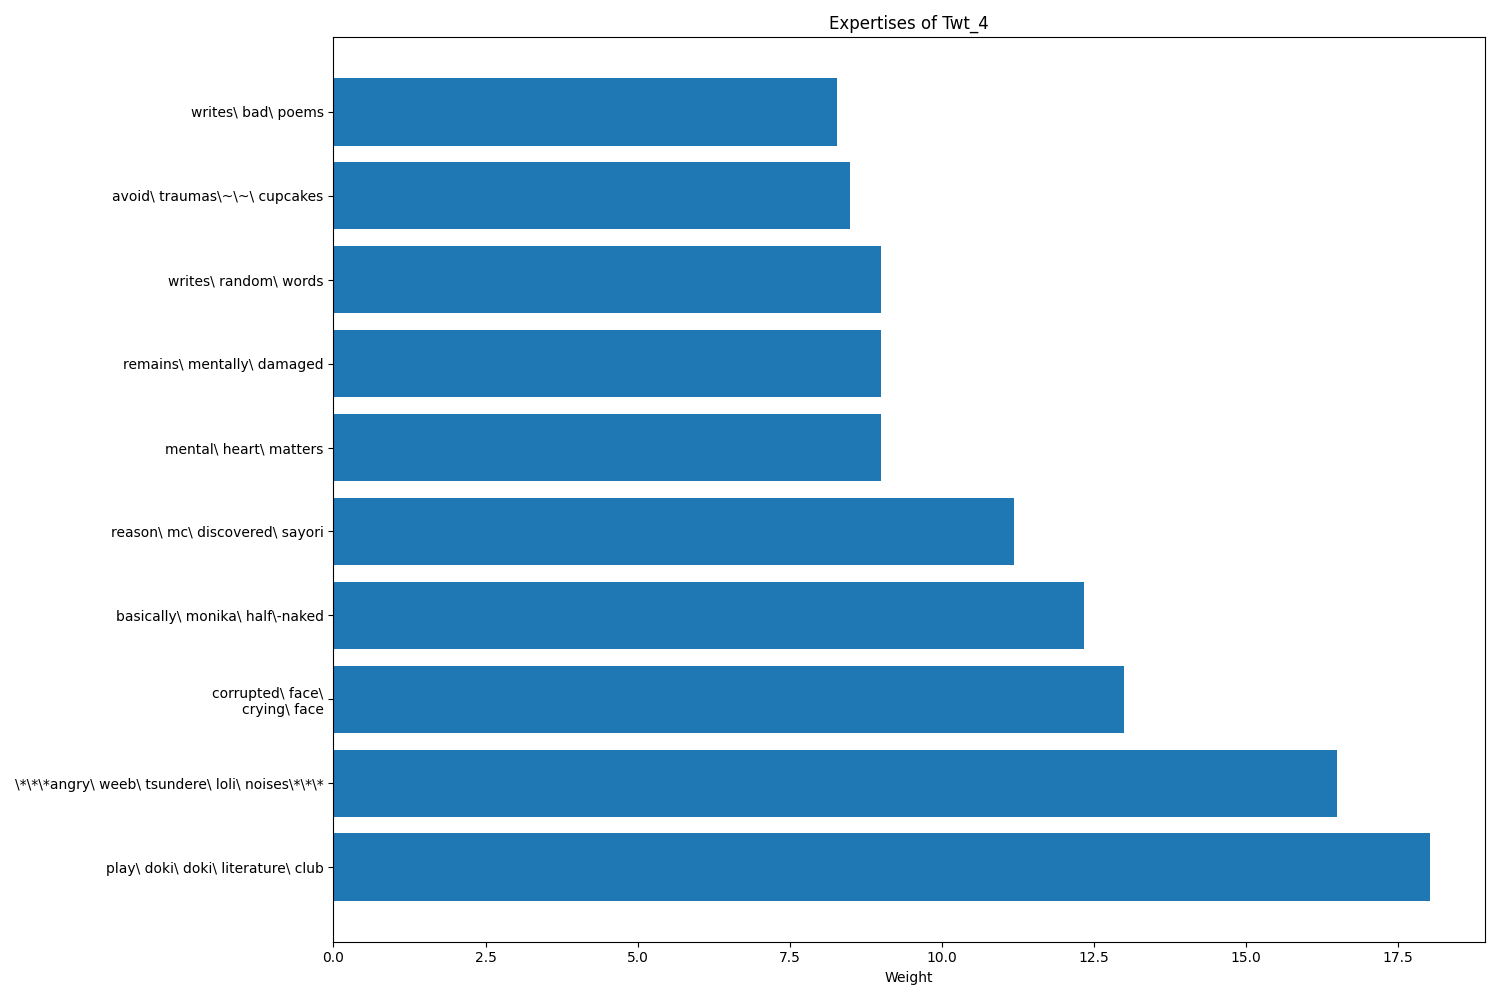 Expertises of Twt_4
writes\ bad\ poems
avoid\ traumas\~\~\ cupcakes
writes\ random\ words
remains\ mentally\ damaged
mental\ heart\ matters
reason\ mc\ discovered\ sayori
basically\ monika\ half\-naked
corrupted\ face\
crying\ face
\*\*\*angry\ weeb\ tsundere\ loli\ noises\*\*\*
play\ doki\ doki\ literature\ club
0.0 2.5 5.0 7.5 10.0 12.5 15.0 17.5
Weight